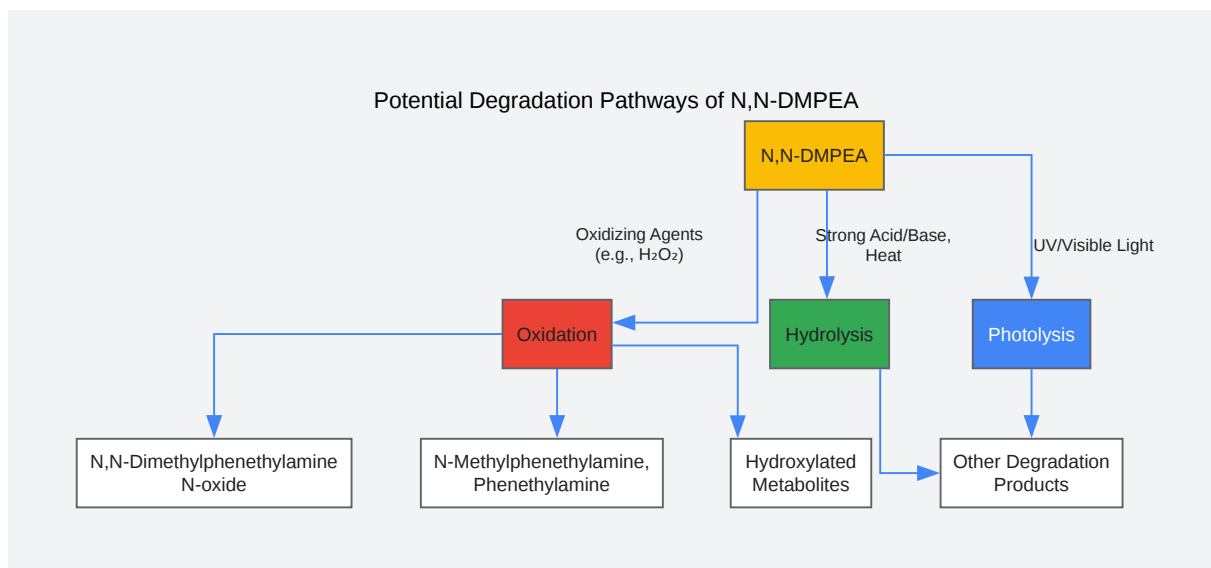 Potential Degradation Pathways of N,N-DMPEA
N,N-DMPEA
Oxidizing Agents
(e.g., H₂O₂)
Strong Acid/Base,
Heat
UV/Visible Light
Oxidation
Hydrolysis
Photolysis
N,N-Dimethylphenethylamine
N-oxide
N-Methylphenethylamine,
Phenethylamine
Hydroxylated
Metabolites
Other Degradation
Products